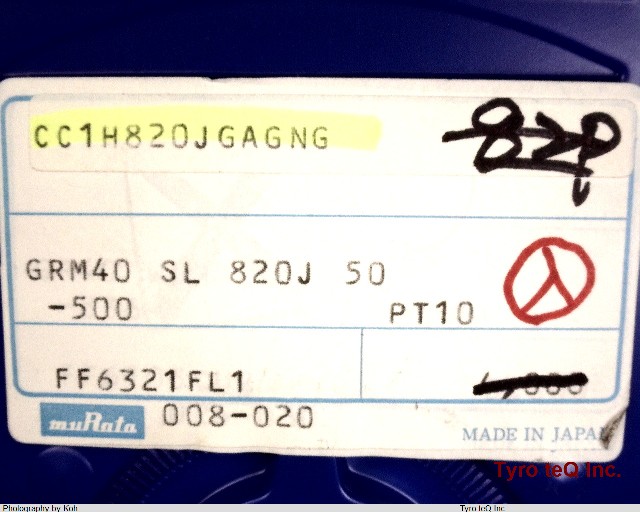 CC1H820JGAGNG
82P
GRM40 SL 820J 50
-500 PT10
FF6321FL1
muRata 008-020
MADE IN JAPAN
Tyro teQ Inc.
Photography by Koh Tyro teQ Inc